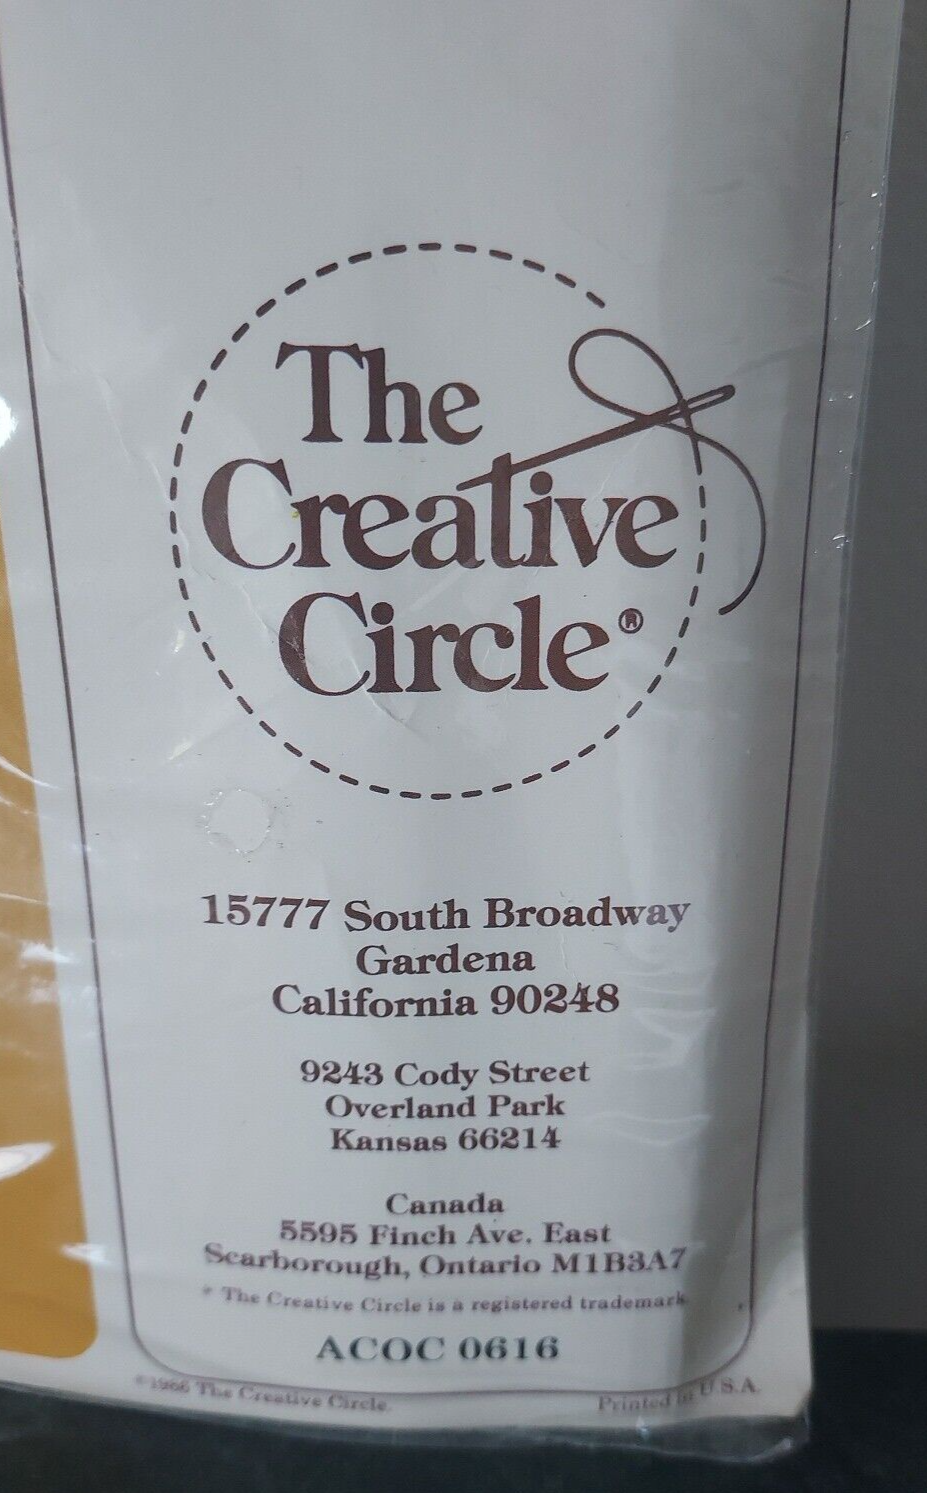 The
Creative
Circle®
15777 South Broadway
Gardena
California 90248
9243 Cody Street
Overland Park
Kansas 66214
Canada
5595 Finch Ave. East
Scarborough, Ontario M1B3A7
* The Creative Circle is a registered trademark
ACOC 0616
© The Creative Circle.
Printed in U.S.A.